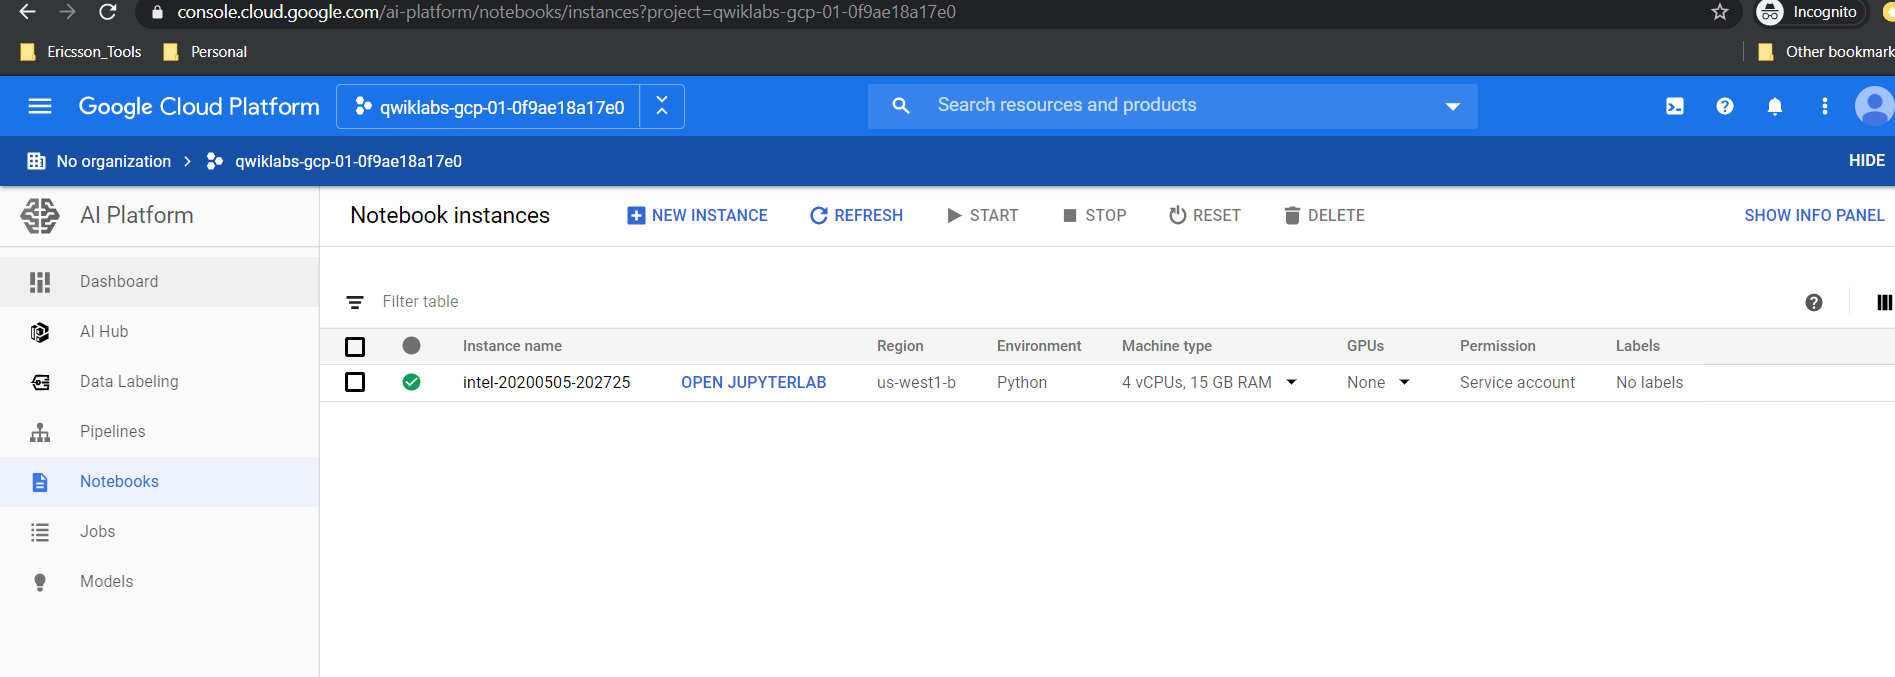 console.cloud.google.com/ai-platform/notebooks/instances?project=qwiklabs-gcp-01-0f9ae18a17e0
Incognito
Ericsson_Tools Personal
Other bookmark
Google Cloud Platform qwiklabs-gcp-01-0f9ae18a17e0 Search resources and products
No organization qwiklabs-gcp-01-0f9ae18a17e0 HIDE
AI Platform
Notebook instances NEW INSTANCE REFRESH START STOP RESET DELETE SHOW INFO PANEL
Dashboard
AI Hub
Data Labeling
Pipelines
Notebooks
Jobs
Models
Filter table
Instance name Region Environment Machine type GPUs Permission Labels
intel-20200505-202725 OPEN JUPYTERLAB us-west1-b Python 4 vCPUs, 15 GB RAM None Service account No labels